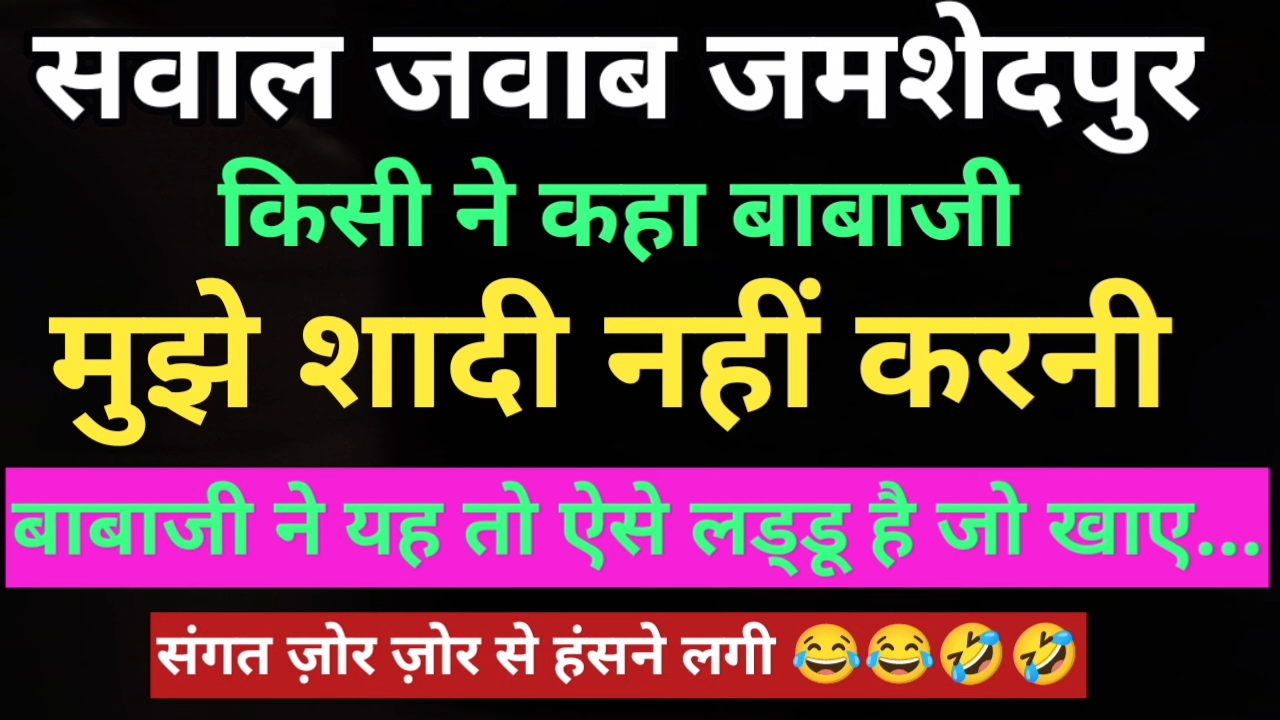 सवाल जवाब जमशेदपुर
किसी ने कहा बाबाजी
मुझे शादी नहीं करनी
बाबाजी ने यह तो ऐसे लड्डू है जो खाए...
संगत ज़ोर ज़ोर से हंसने लगी 😂😂🤣🤣